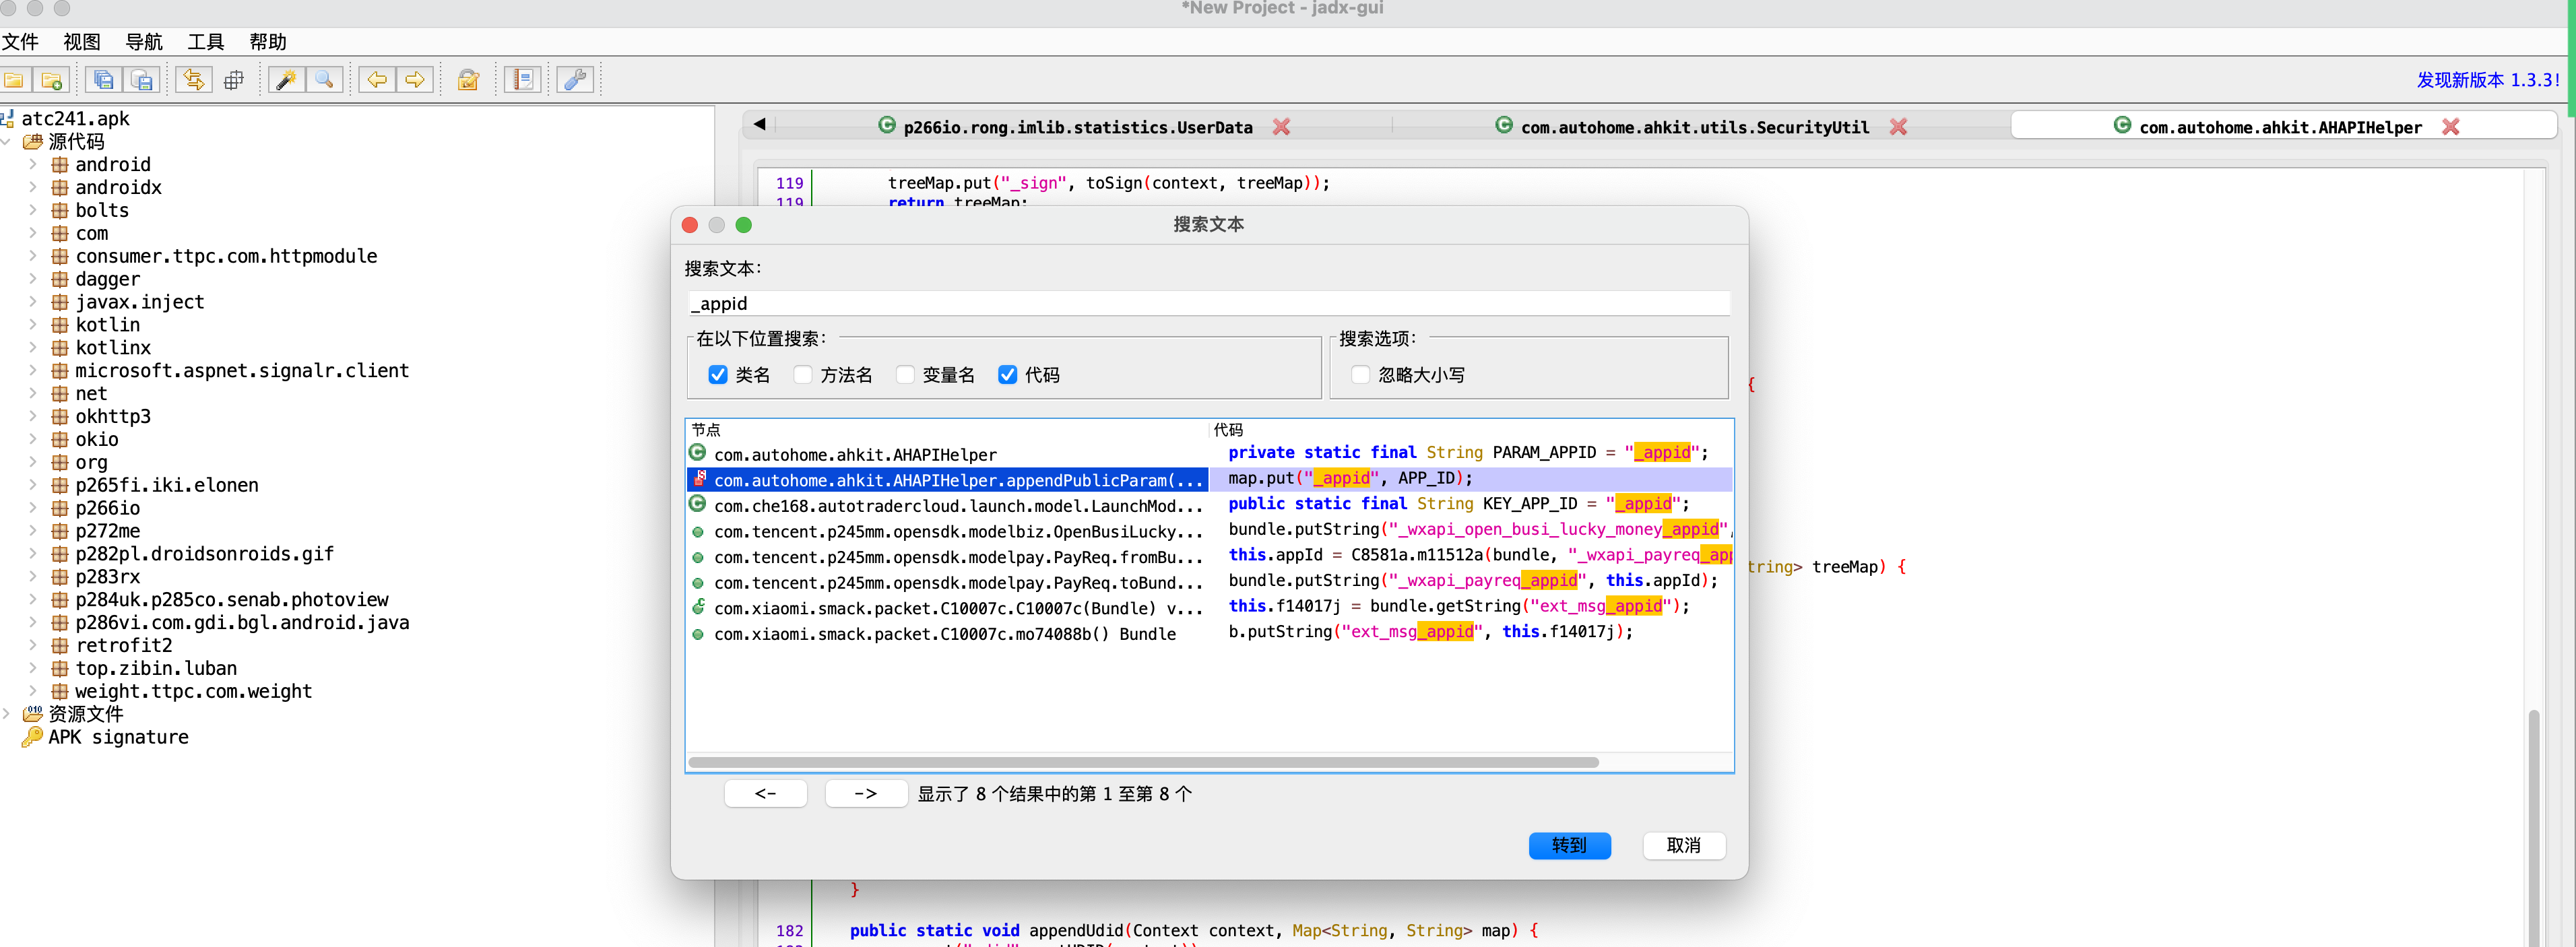 *New Project - jadx-gui
文件 视图 导航 工具 帮助
发现新版本 1.3.3!
atc241.apk
源代码
android
androidx
bolts
com
consumer.ttpc.com.httpmodule
dagger
javax.inject
kotlin
kotlinx
microsoft.aspnet.signalr.client
net
okhttp3
okio
org
p265fi.iki.elonen
p266io
p272me
p282pl.droidsonroids.gif
p283rx
p284uk.p285co.senab.photoview
p286vi.com.gdi.bgl.android.java
retrofit2
top.zibin.luban
weight.ttpc.com.weight
资源文件
APK signature
p266io.rong.imlib.statistics.UserData com.autohome.ahkit.utils.SecurityUtil com.autohome.ahkit.AHAPIHelper
119 treeMap.put("_sign", toSign(context, treeMap));
119 return treeMap;
搜索文本
搜索文本:
_appid
在以下位置搜索: 搜索选项:
类名 方法名 变量名 代码 忽略大小写
{
节点 代码
com.autohome.ahkit.AHAPIHelper private static final String PARAM_APPID = "_appid";
com.autohome.ahkit.AHAPIHelper.appendPublicParam(... map.put("_appid", APP_ID);
com.che168.autotradercloud.launch.model.LaunchMod... public static final String KEY_APP_ID = "_appid";
com.tencent.p245mm.opensdk.modelbiz.OpenBusiLucky... bundle.putString("_wxapi_open_busi_lucky_money_appid",
com.tencent.p245mm.opensdk.modelpay.PayReq.fromBu... this.appId = C8581a.m11512a(bundle, "_wxapi_payreq_app
tring> treeMap) {
com.tencent.p245mm.opensdk.modelpay.PayReq.toBund... bundle.putString("_wxapi_payreq_appid", this.appId);
com.xiaomi.smack.packet.C10007c.C10007c(Bundle) v... this.f14017j = bundle.getString("ext_msg_appid");
com.xiaomi.smack.packet.C10007c.mo74088b() Bundle b.putString("ext_msg_appid", this.f14017j);
<- -> 显示了 8 个结果中的第 1 至第 8 个
转到 取消
}
182 public static void appendUdid(Context context, Map<String, String> map) {